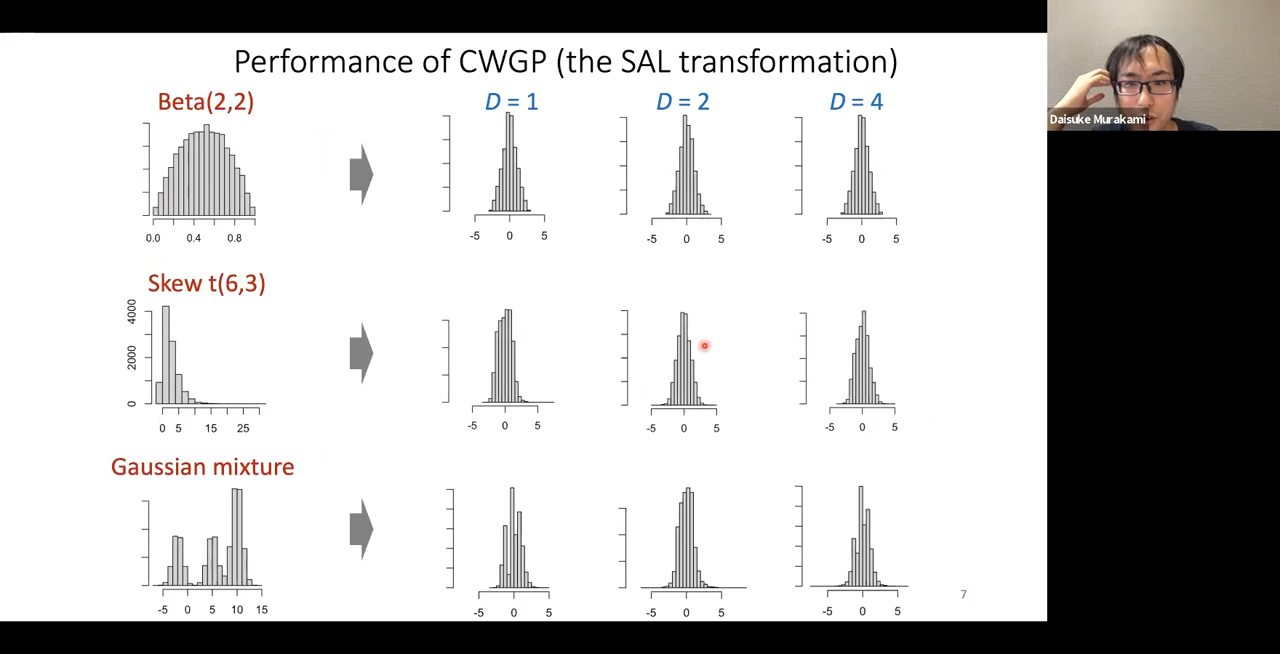 Performance of CWGP (the SAL transformation)
Beta(2,2)
D = 1
D = 2
D = 4
Daisuke Murakami
0.0 0.4 0.8
-5 0 5
-5 0 5
-5 0 5
Skew t(6,3)
4000
2000
0
0 5 15 25
-5 0 5
-5 0 5
-5 0 5
Gaussian mixture
-5 0 5 10 15
-5 0 5
-5 0 5
-5 0 5
7